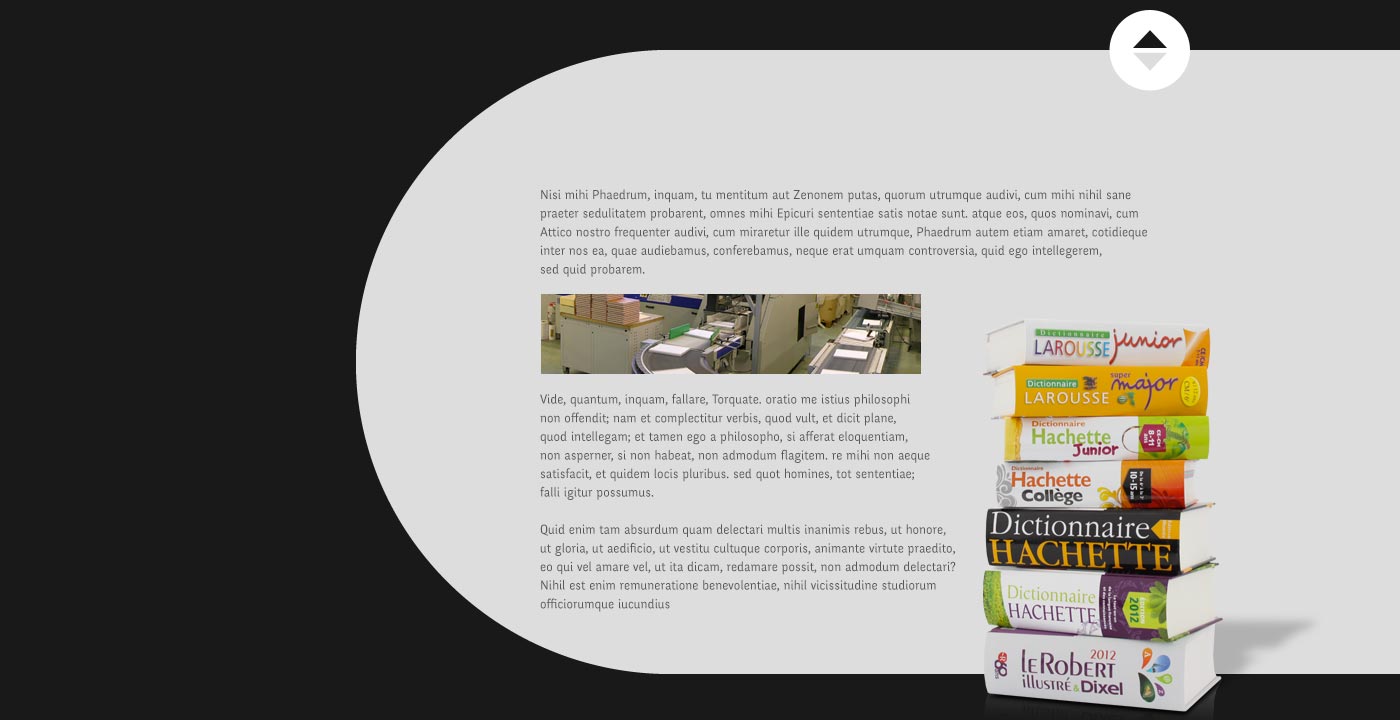 Nisi mihi Phaedrum, inquam, tu mentitum aut Zenonem putas, quorum utrumque audivi, cum mihi nihil sane
praeter sedulitatem probarent, omnes mihi Epicuri sententiae satis notae sunt. atque eos, quos nominavi, cum
Attico nostro frequenter audivi, cum miraretur ille quidem utrumque, Phaedrum autem etiam amaret, cotidieque
inter nos ea, quae audiebamus, conferebamus, neque erat umquam controversia, quid ego intellegerem,
sed quid probarem.
Vide, quantum, inquam, fallare, Torquate. oratio me istius philosophi
non offendit; nam et complectitur verbis, quod vult, et dicit plane,
quod intellegam; et tamen ego a philosopho, si afferat eloquentiam,
non asperner, si non habeat, non admodum flagitem. re mihi non aeque
satisfacit, et quidem locis pluribus. sed quot homines, tot sententiae;
falli igitur possumus.
Quid enim tam absurdum quam delectari multis inanimis rebus, ut honore,
ut gloria, ut aedificio, ut vestitu cultuque corporis, animante virtute praedito,
eo qui vel amare vel, ut ita dicam, redamare possit, non admodum delectari?
Nihil est enim remuneratione benevolentiae, nihil vicissitudine studiorum
officiorumque iucundius
Dictionnaire
LAROUSSE junior
Dictionnaire super major
LAROUSSE
Dictionnaire
Hachette
Junior
8-11
Dictionnaire
Hachette
Collège
10-15
Dictionnaire
HACHETTE
Dictionnaire
HACHETTE
2012
2012
LE ROBERT
illUSTRÉ & Dixel